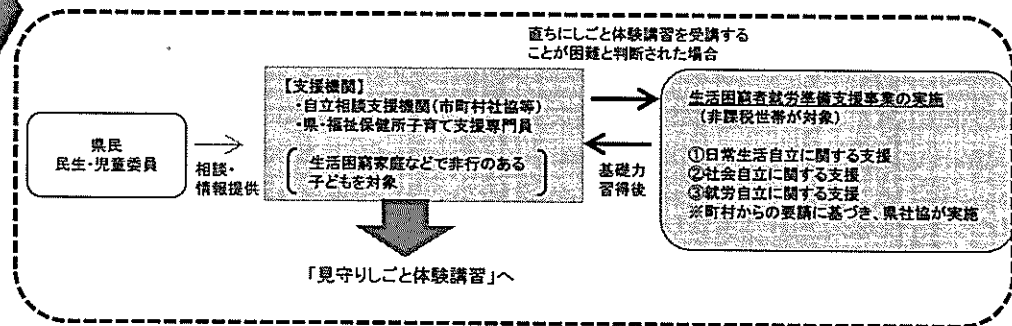 直ちにしごと体験講習を受講する
ことが困難と判断された場合
県民
民生・児童委員
相談・
情報提供
【支援機関】
・自立相談支援機関(市町村社協等)
・県・福祉保健所子育て支援専門員
生活困窮家庭などで非行のある
子どもを対象
基礎力
習得後
生活困窮者就労準備支援事業の実施
(非課税世帯が対象)
①日常生活自立に関する支援
②社会自立に関する支援
③就労自立に関する支援
※町村からの要請に基づき、県社協が実施
「見守りしごと体験講習」へ